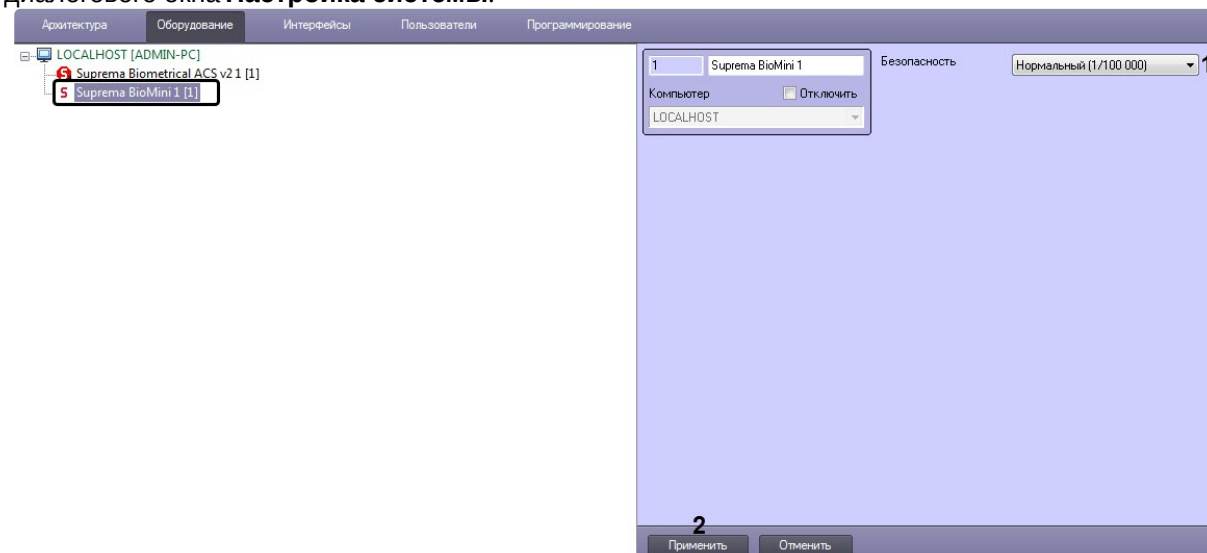 диалогового окна Настройка системы.
Архитектура Оборудование Интерфейсы Пользователи Программирование
LOCALHOST [ADMIN-PC]
Suprema Biometrical ACS v2 1 [1]
Suprema BioMini 1 [1]
1 Suprema BioMini 1
Компьютер Отключить
LOCALHOST
Безопасность Нормальный (1/100 000) 1
2
Применить Отменить